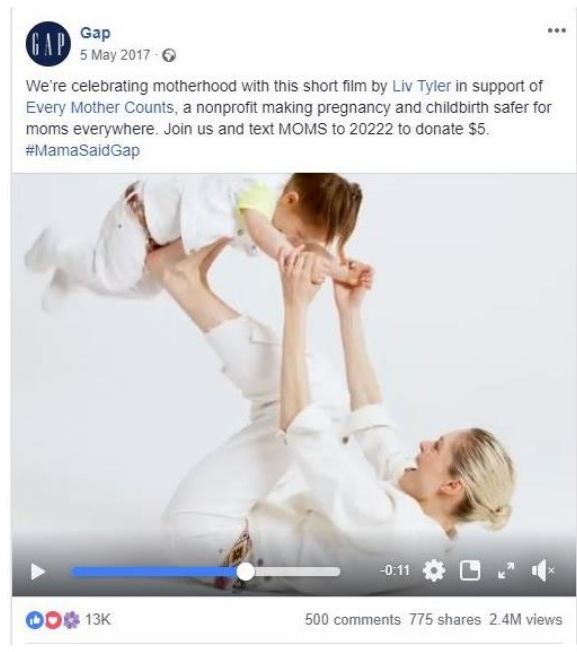 GAP
Gap
5 May 2017 ·
We're celebrating motherhood with this short film by Liv Tyler in support of
Every Mother Counts, a nonprofit making pregnancy and childbirth safer for
moms everywhere. Join us and text MOMS to 20222 to donate $5.
#MamaSaidGap
-0:11
13K
500 comments 775 shares 2.4M views